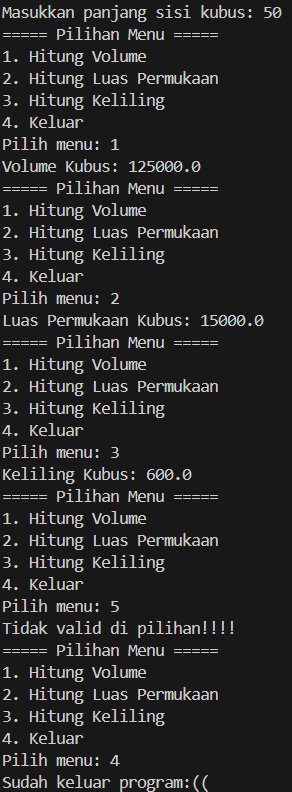 Masukkan panjang sisi kubus: 50
===== Pilihan Menu =====
1. Hitung Volume
2. Hitung Luas Permukaan
3. Hitung Keliling
4. Keluar
Pilih menu: 1
Volume Kubus: 125000.0
===== Pilihan Menu =====
1. Hitung Volume
2. Hitung Luas Permukaan
3. Hitung Keliling
4. Keluar
Pilih menu: 2
Luas Permukaan Kubus: 15000.0
===== Pilihan Menu =====
1. Hitung Volume
2. Hitung Luas Permukaan
3. Hitung Keliling
4. Keluar
Pilih menu: 3
Keliling Kubus: 600.0
===== Pilihan Menu =====
1. Hitung Volume
2. Hitung Luas Permukaan
3. Hitung Keliling
4. Keluar
Pilih menu: 5
Tidak valid di pilihan!!!!
===== Pilihan Menu =====
1. Hitung Volume
2. Hitung Luas Permukaan
3. Hitung Keliling
4. Keluar
Pilih menu: 4
Sudah keluar program:((